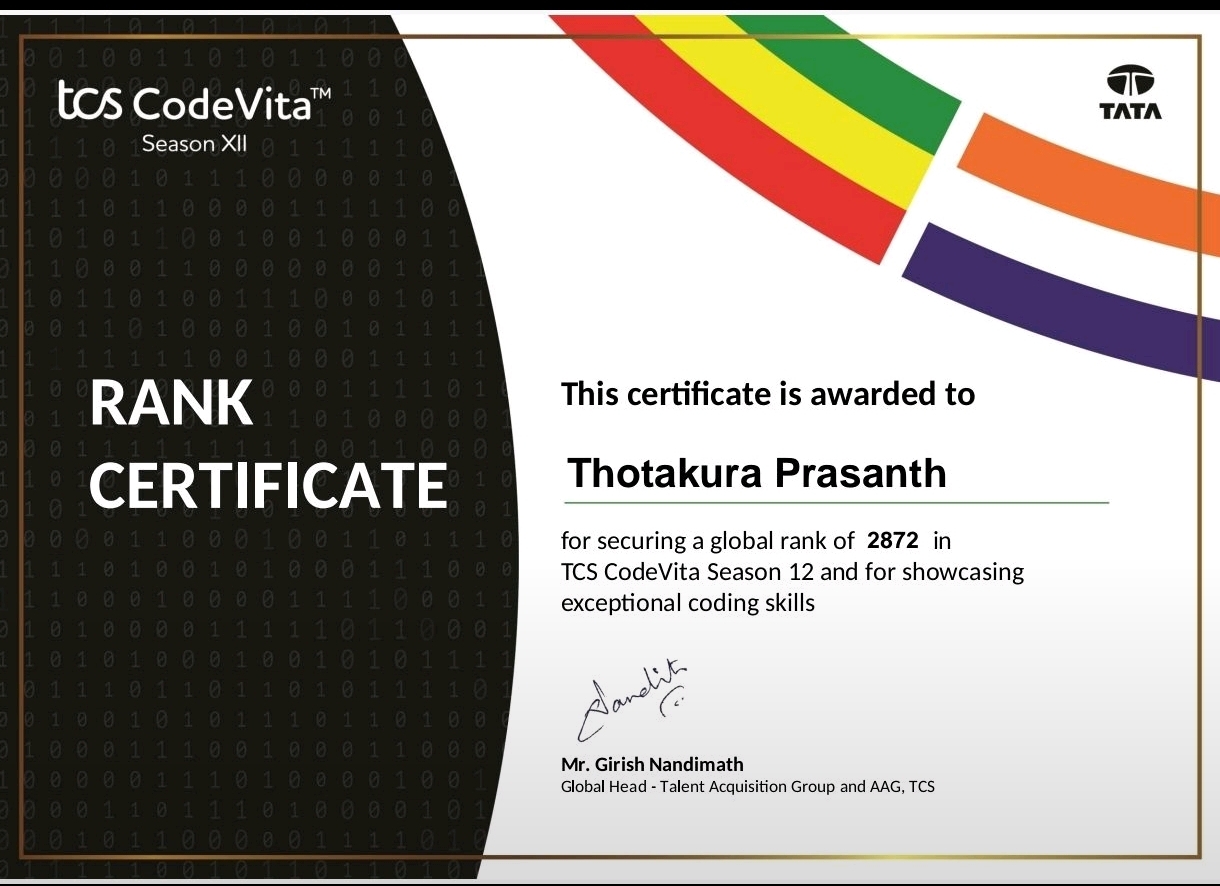 tcs CodeVita™
Season XII
TATA
RANK
CERTIFICATE
This certificate is awarded to
Thotakura Prasanth
for securing a global rank of 2872 in
TCS CodeVita Season 12 and for showcasing
exceptional coding skills
Mr. Girish Nandimath
Global Head - Talent Acquisition Group and AAG, TCS